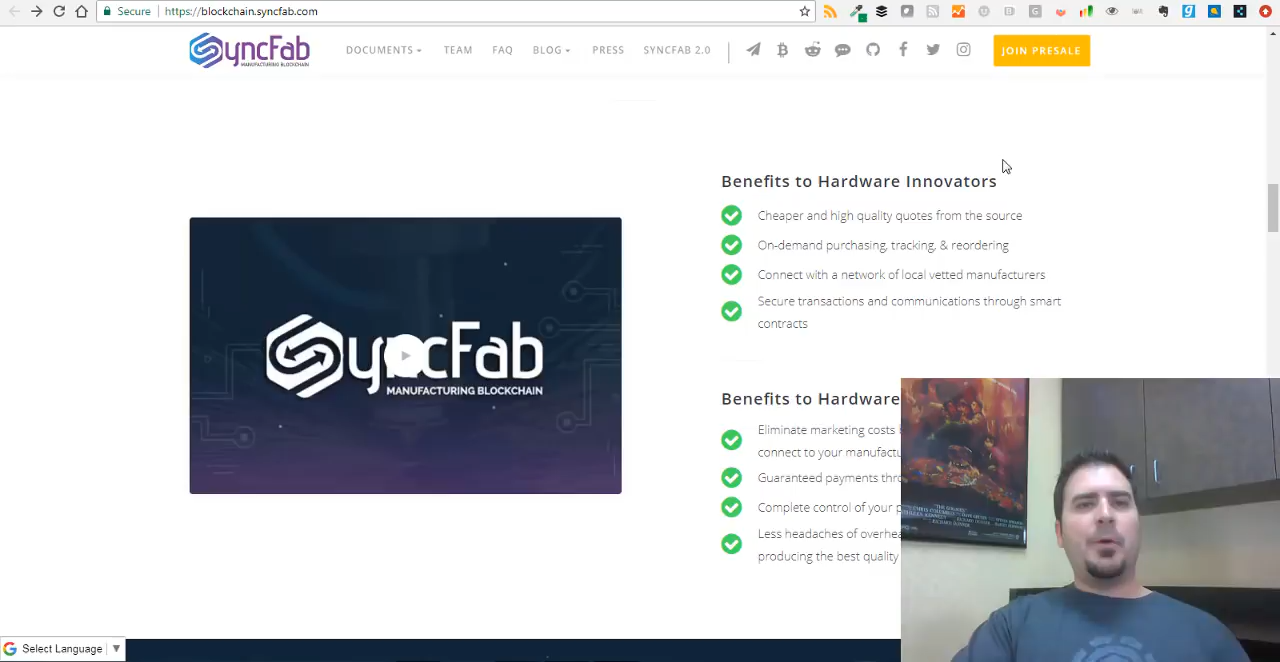 Secure
https://blockchain.syncfab.com
SyncFab
MANUFACTURING BLOCKCHAIN
DOCUMENTS
TEAM
FAQ
BLOG
PRESS
SYNCFAB 2.0
JOIN PRESALE
Benefits to Hardware Innovators
Cheaper and high quality quotes from the source
On-demand purchasing, tracking, & reordering
Connect with a network of local vetted manufacturers
Secure transactions and communications through smart
contracts
SyncFab
MANUFACTURING BLOCKCHAIN
Benefits to Hardware
Eliminate marketing costs
connect to your
Guaranteed payments
Complete control of your
Less headaches of
producing the best quality
Select Language